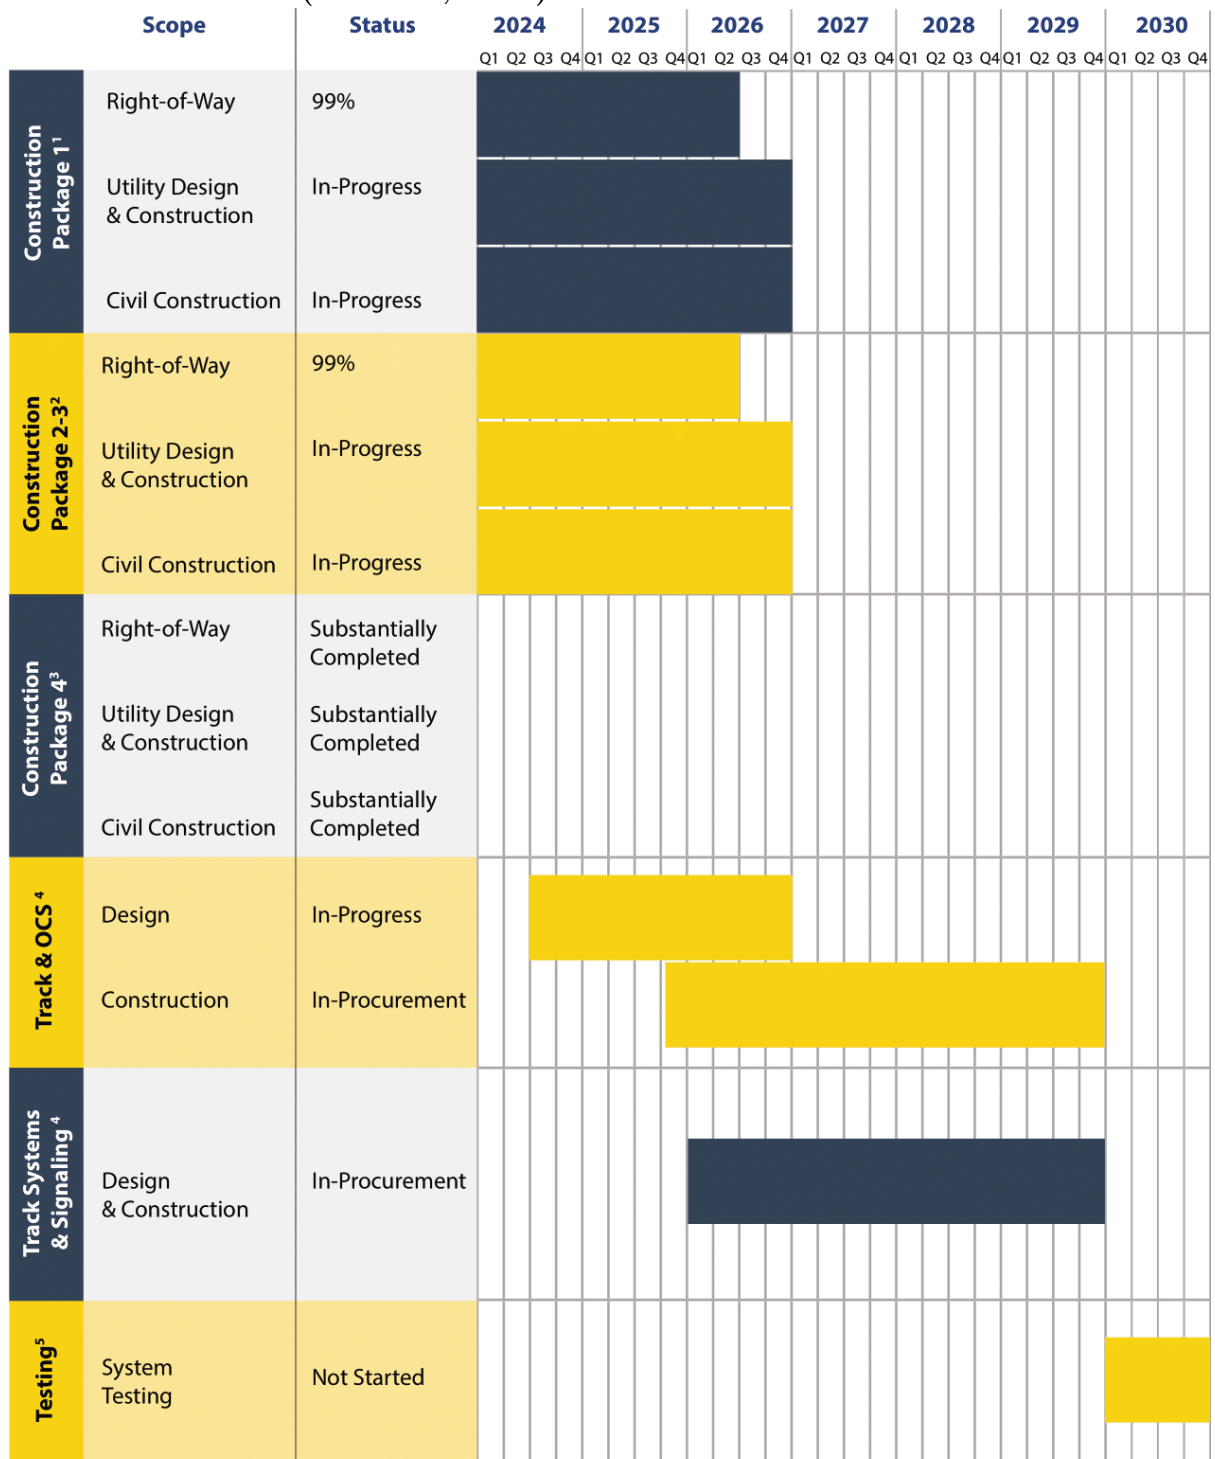 Scope Status 2024 2025 2026 2027 2028 2029 2030
Q1 Q2 Q3 Q4 Q1 Q2 Q3 Q4 Q1 Q2 Q3 Q4 Q1 Q2 Q3 Q4 Q1 Q2 Q3 Q4 Q1 Q2 Q3 Q4 Q1 Q2 Q3 Q4
Construction
Package 1¹
Right-of-Way 99%
Utility Design In-Progress
& Construction
Civil Construction In-Progress
Construction
Package 2-3²
Right-of-Way 99%
Utility Design In-Progress
& Construction
Civil Construction In-Progress
Construction
Package 4³
Right-of-Way Substantially
Completed
Utility Design Substantially
& Construction Completed
Substantially
Civil Construction Completed
Track & OCS ⁴
Design In-Progress
Construction In-Procurement
Track Systems
& Signaling ⁴
Design In-Procurement
& Construction
Testing⁵
System Not Started
Testing